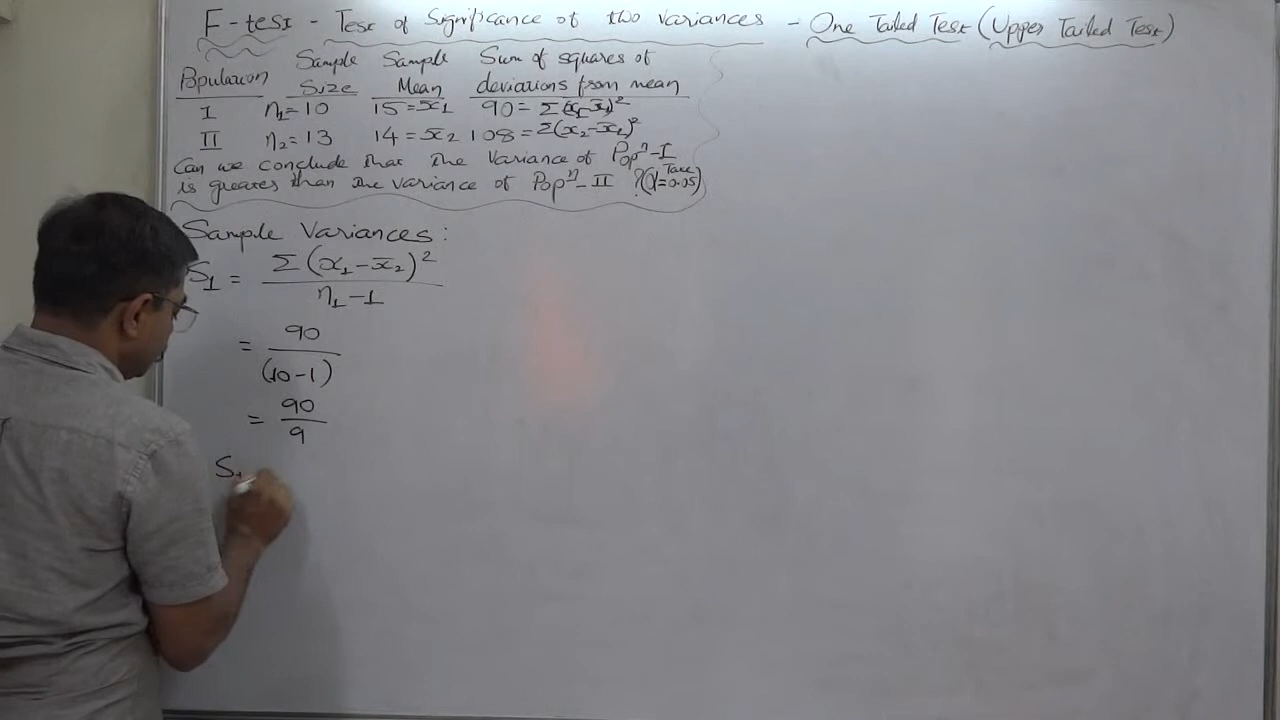 F-test - Test of Significance of two variances - One Tailed Test (Upper Tailed Test)
Population Sample Size Sample Mean Sum of squares of deviations from mean
I n₁=10 15=x̄₁ 90=Σ(x₁-x̄₁)²
II n₂=13 14=x̄₂ 108=Σ(x₂-x̄₂)²
Can we conclude that the variance of Popⁿ-I
is greater than the variance of Popⁿ-II ? (Take α=0.05)
Sample Variances:
S₁ = Σ(x₁-x̄₂)² / n₁-1
= 90 / (10-1)
= 90 / 9
S₁